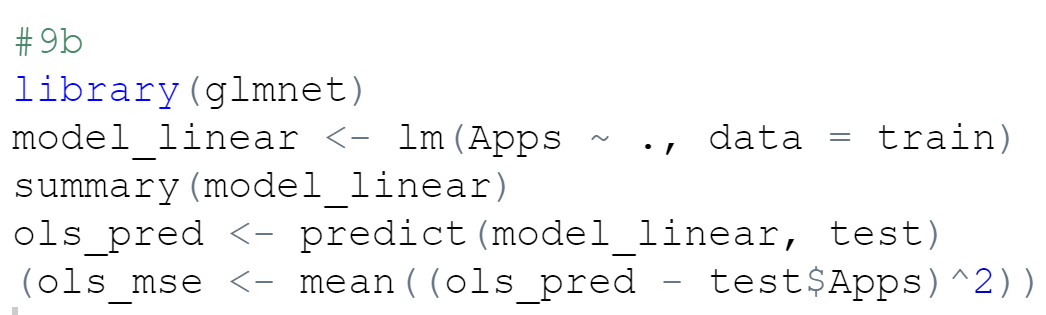 #9b
library(glmnet)
model_linear <- lm(Apps ~ ., data = train)
summary(model_linear)
ols_pred <- predict(model_linear, test)
(ols_mse <- mean((ols_pred - test$Apps)^2))